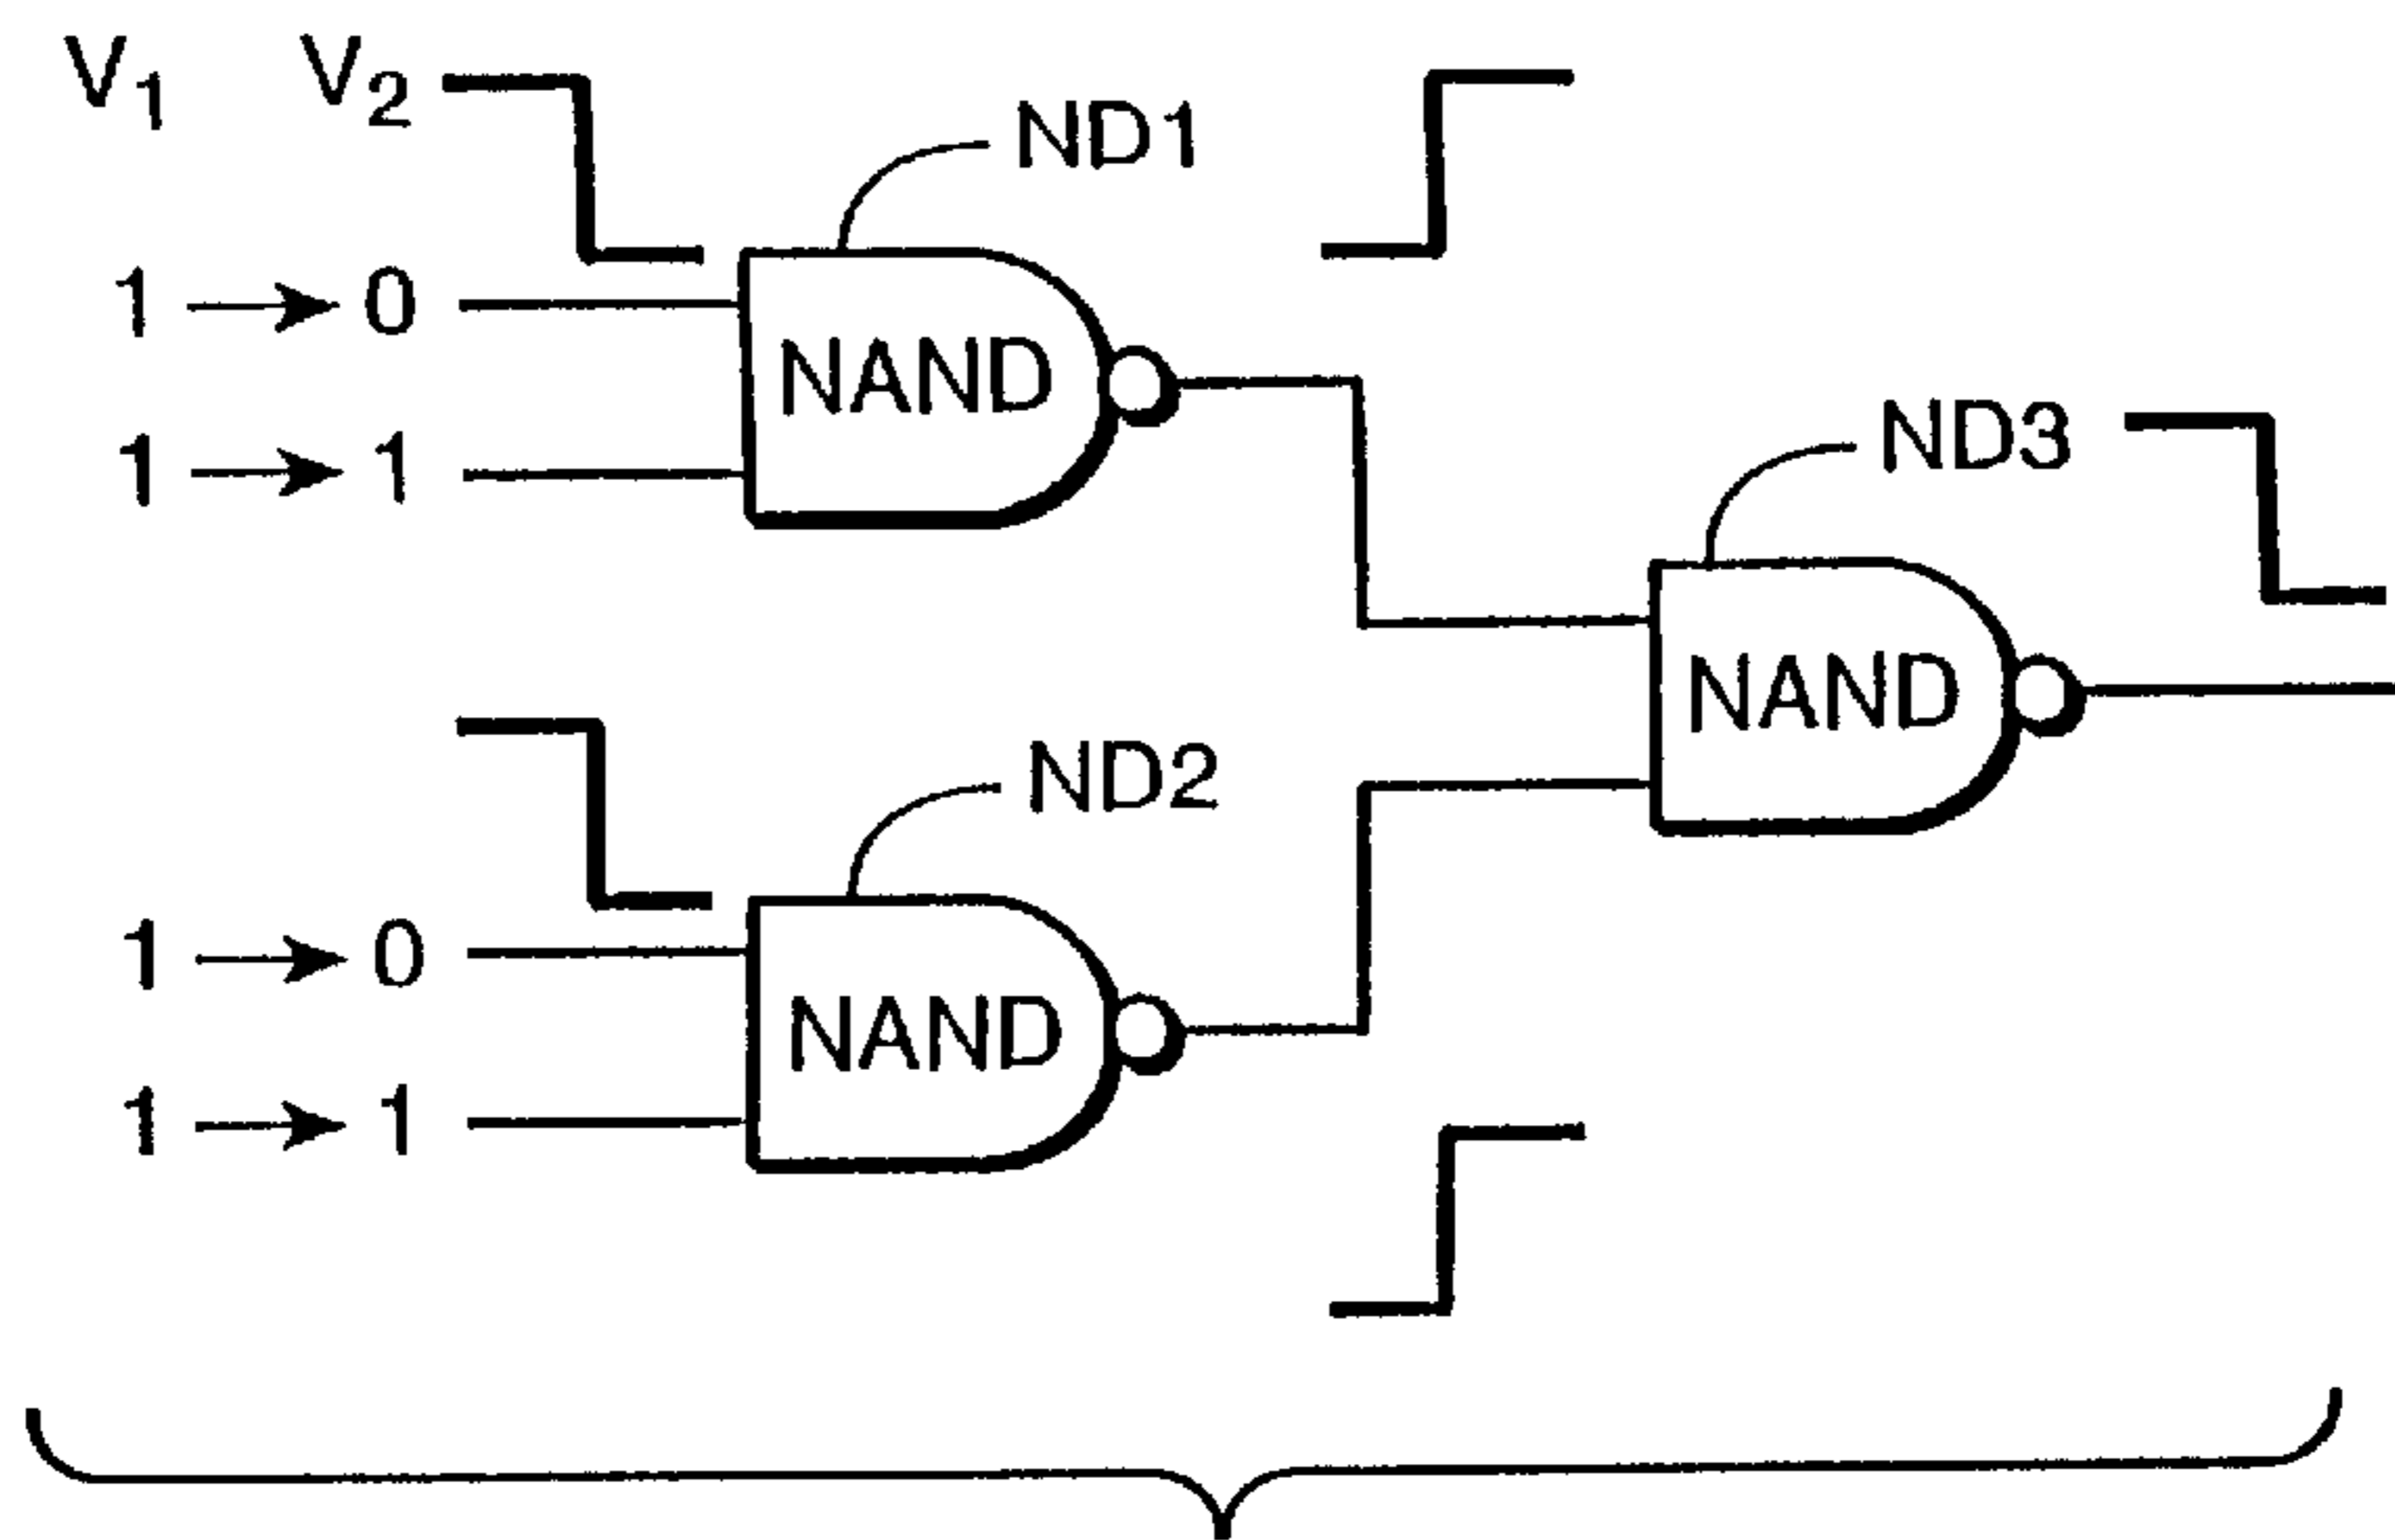 V1 V2
ND1
1 → 0
NAND
1 → 1
ND3
NAND
ND2
1 → 0
NAND
1 → 1